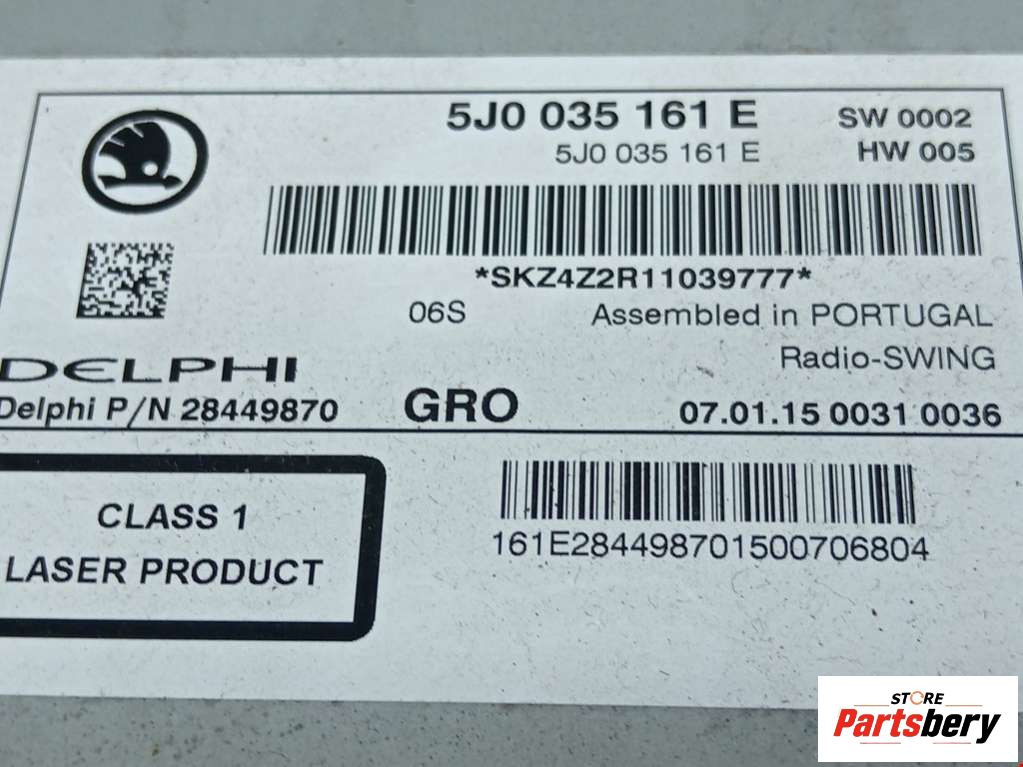 5J0 035 161 E SW 0002
5J0 035 161 E HW 005
*SKZ4Z2R11039777*
06S Assembled in PORTUGAL
Radio-SWING
DELPHI
Delphi P/N 28449870 GRO 07.01.15 0031 0036
CLASS 1
LASER PRODUCT
161E284498701500706804
STORE
Partsbery